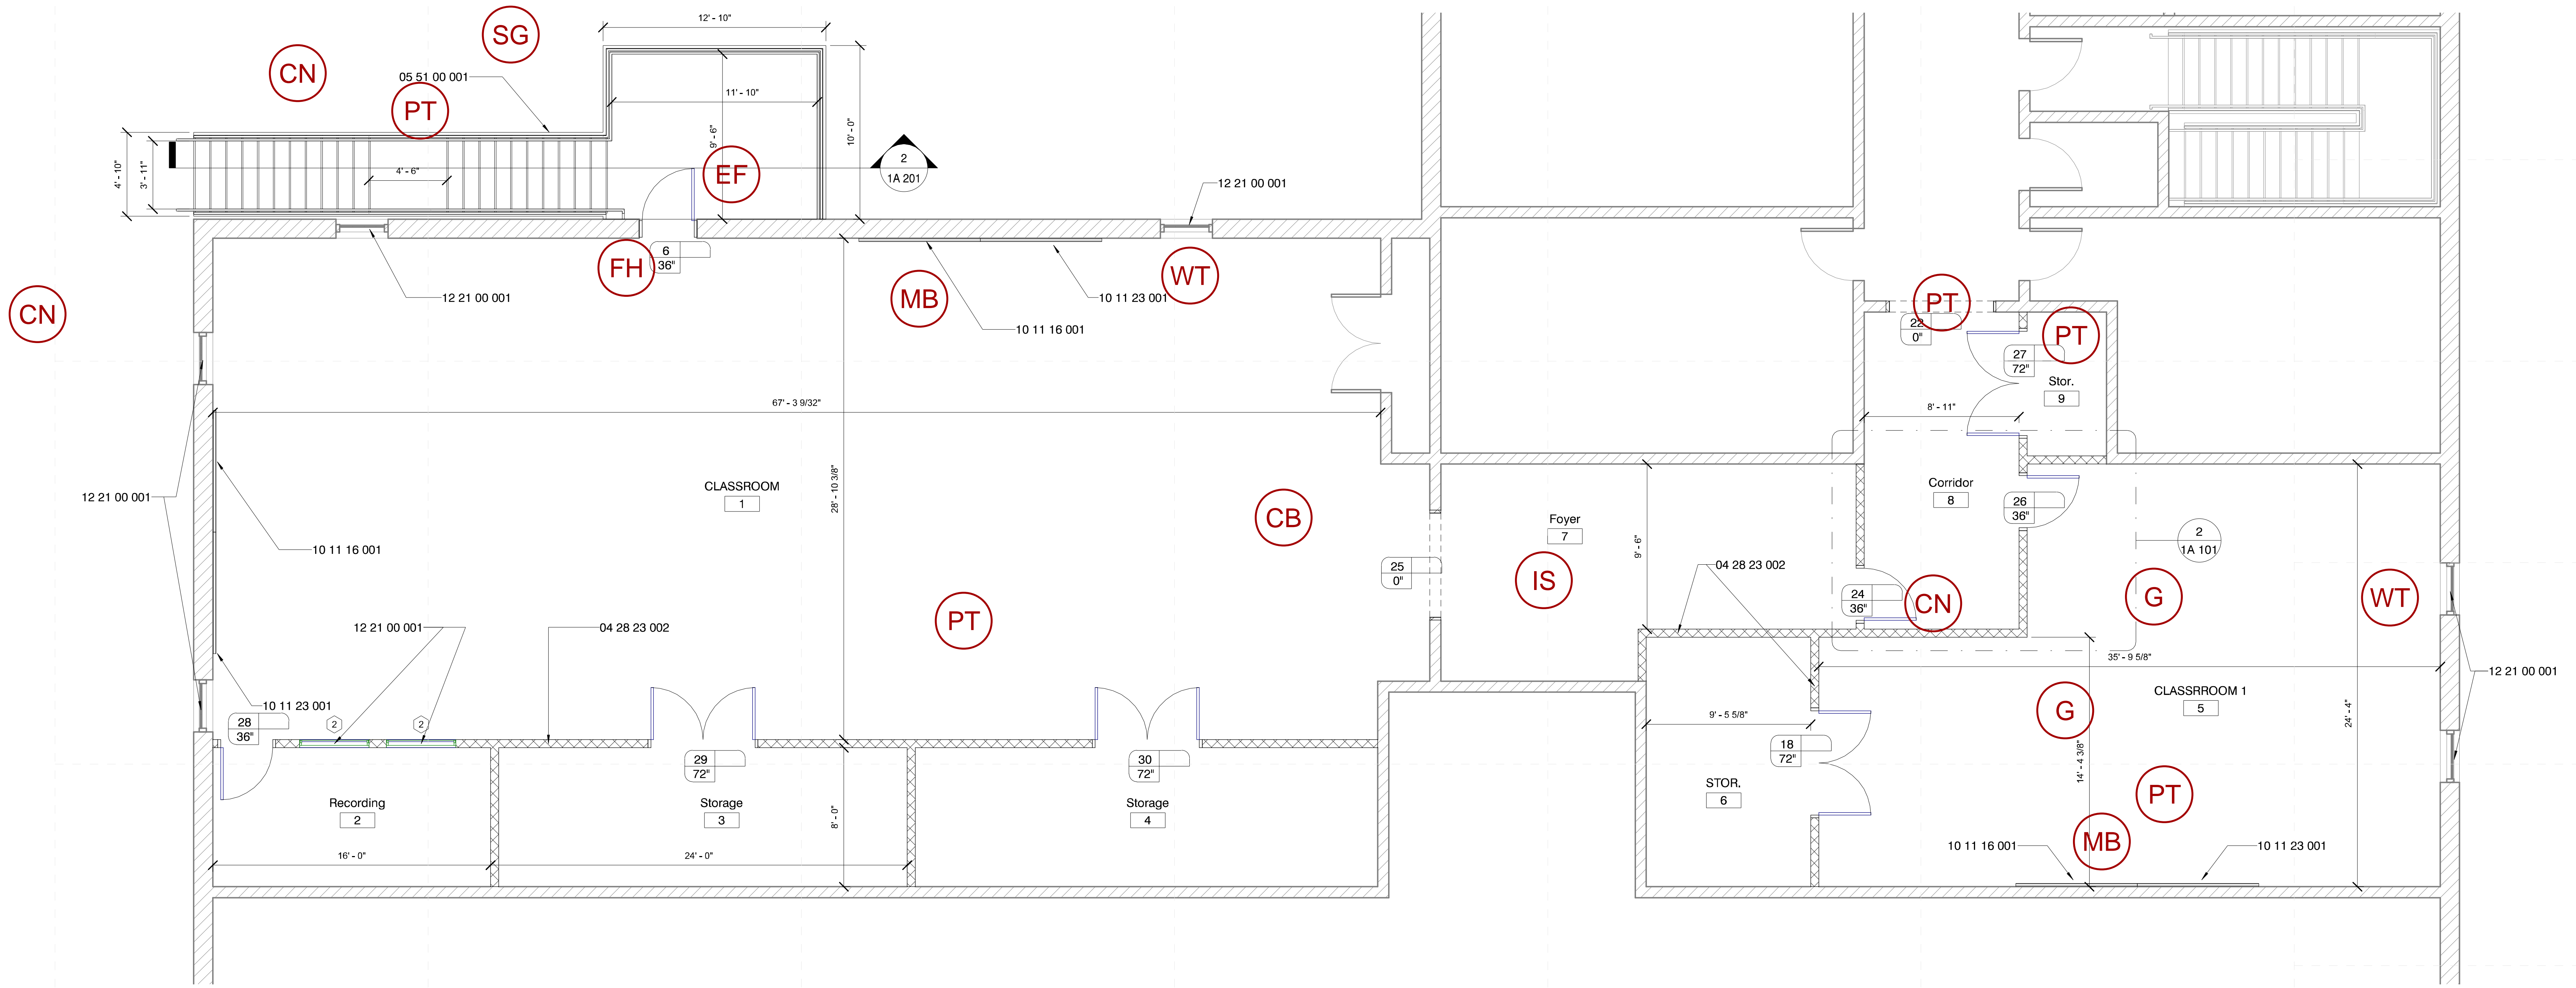 12' - 10"
SG
CN
05 51 00 001
PT
11' - 10"
9' - 6"
10' - 0"
4' - 10"
3' - 11"
4' - 6"
EF
2
1A 201
12 21 00 001
6
36"
FH
12 21 00 001
MB
WT
10 11 23 001
10 11 16 001
CN
PT
22
0"
PT
27
72"
Stor.
9
67' - 3 9/32"
8' - 11"
CLASSROOM
1
28' - 10 3/8"
12 21 00 001
10 11 16 001
CB
Foyer
7
9' - 6"
Corridor
8
26
36"
2
1A 101
25
0"
IS
04 28 23 002
24
36"
CN
G
WT
12 21 00 001
04 28 23 002
PT
35' - 9 5/8"
12 21 00 001
10 11 23 001
28
36"
2
2
CLASSRROOM 1
5
G
9' - 5 5/8"
24' - 4"
18
72"
14' - 4 3/8"
29
72"
30
72"
STOR.
6
PT
Recording
2
Storage
3
8' - 0"
Storage
4
MB
10 11 16 001
10 11 23 001
16' - 0"
24' - 0"